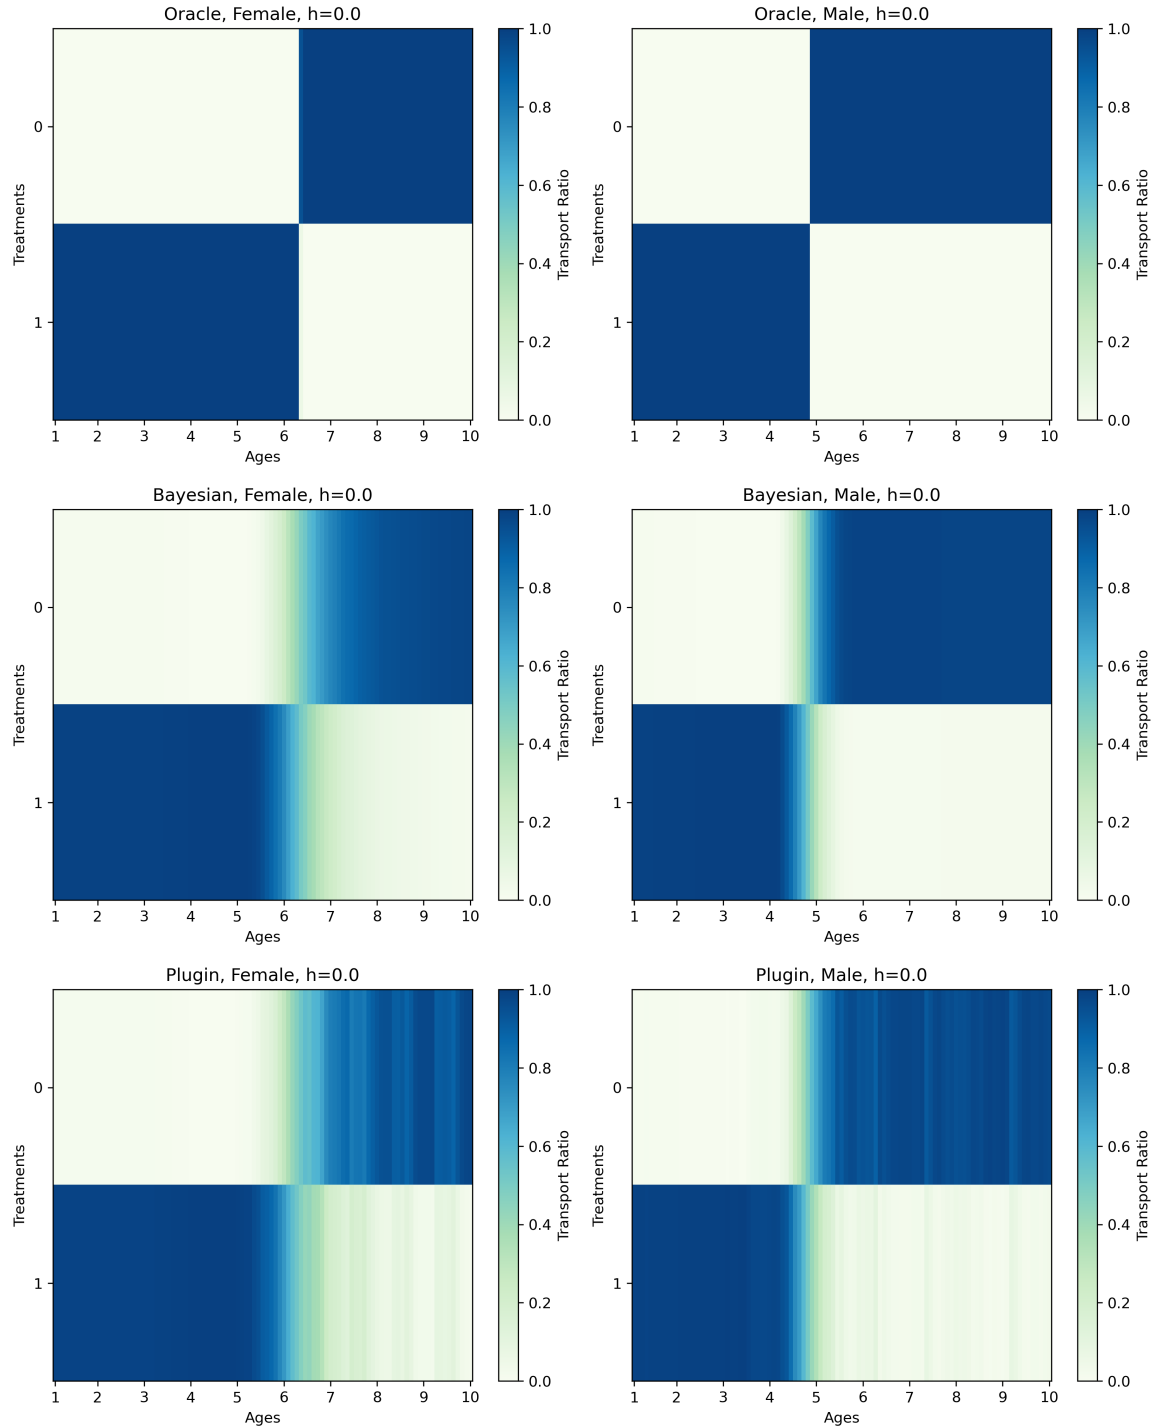 Oracle, Female, h=0.0
Treatments
0
1
1 2 3 4 5 6 7 8 9 10
Ages
1.0
0.8
0.6
0.4
0.2
0.0
Transport Ratio
Oracle, Male, h=0.0
Treatments
0
1
1 2 3 4 5 6 7 8 9 10
Ages
1.0
0.8
0.6
0.4
0.2
0.0
Transport Ratio
Bayesian, Female, h=0.0
Treatments
0
1
1 2 3 4 5 6 7 8 9 10
Ages
1.0
0.8
0.6
0.4
0.2
0.0
Transport Ratio
Bayesian, Male, h=0.0
Treatments
0
1
1 2 3 4 5 6 7 8 9 10
Ages
1.0
0.8
0.6
0.4
0.2
0.0
Transport Ratio
Plugin, Female, h=0.0
Treatments
0
1
1 2 3 4 5 6 7 8 9 10
Ages
1.0
0.8
0.6
0.4
0.2
0.0
Transport Ratio
Plugin, Male, h=0.0
Treatments
0
1
1 2 3 4 5 6 7 8 9 10
Ages
1.0
0.8
0.6
0.4
0.2
0.0
Transport Ratio